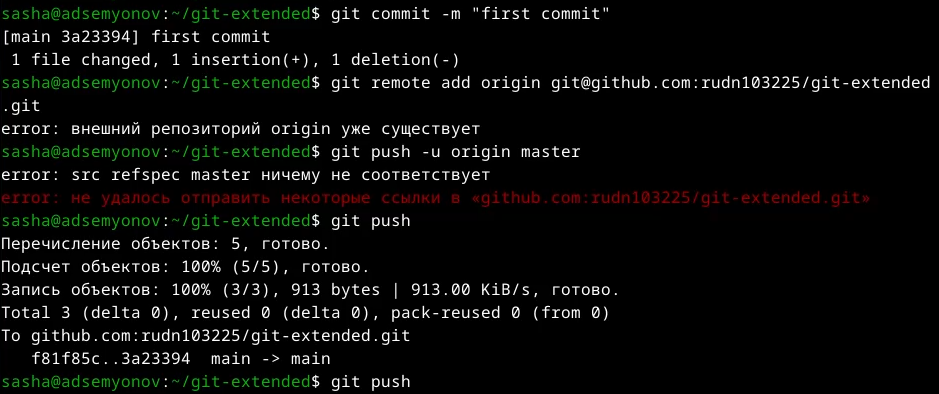 sasha@adsemyonov:~/git-extended$ git commit -m "first commit"
[main 3a23394] first commit
 1 file changed, 1 insertion(+), 1 deletion(-)
sasha@adsemyonov:~/git-extended$ git remote add origin git@github.com:rudn103225/git-extended
.git
error: внешний репозиторий origin уже существует
sasha@adsemyonov:~/git-extended$ git push -u origin master
error: src refspec master ничему не соответствует
error: не удалось отправить некоторые ссылки в «github.com:rudn103225/git-extended.git»
sasha@adsemyonov:~/git-extended$ git push
Перечисление объектов: 5, готово.
Подсчет объектов: 100% (5/5), готово.
Запись объектов: 100% (3/3), 913 bytes | 913.00 KiB/s, готово.
Total 3 (delta 0), reused 0 (delta 0), pack-reused 0 (from 0)
To github.com:rudn103225/git-extended.git
   f81f85c..3a23394  main -> main
sasha@adsemyonov:~/git-extended$ git push